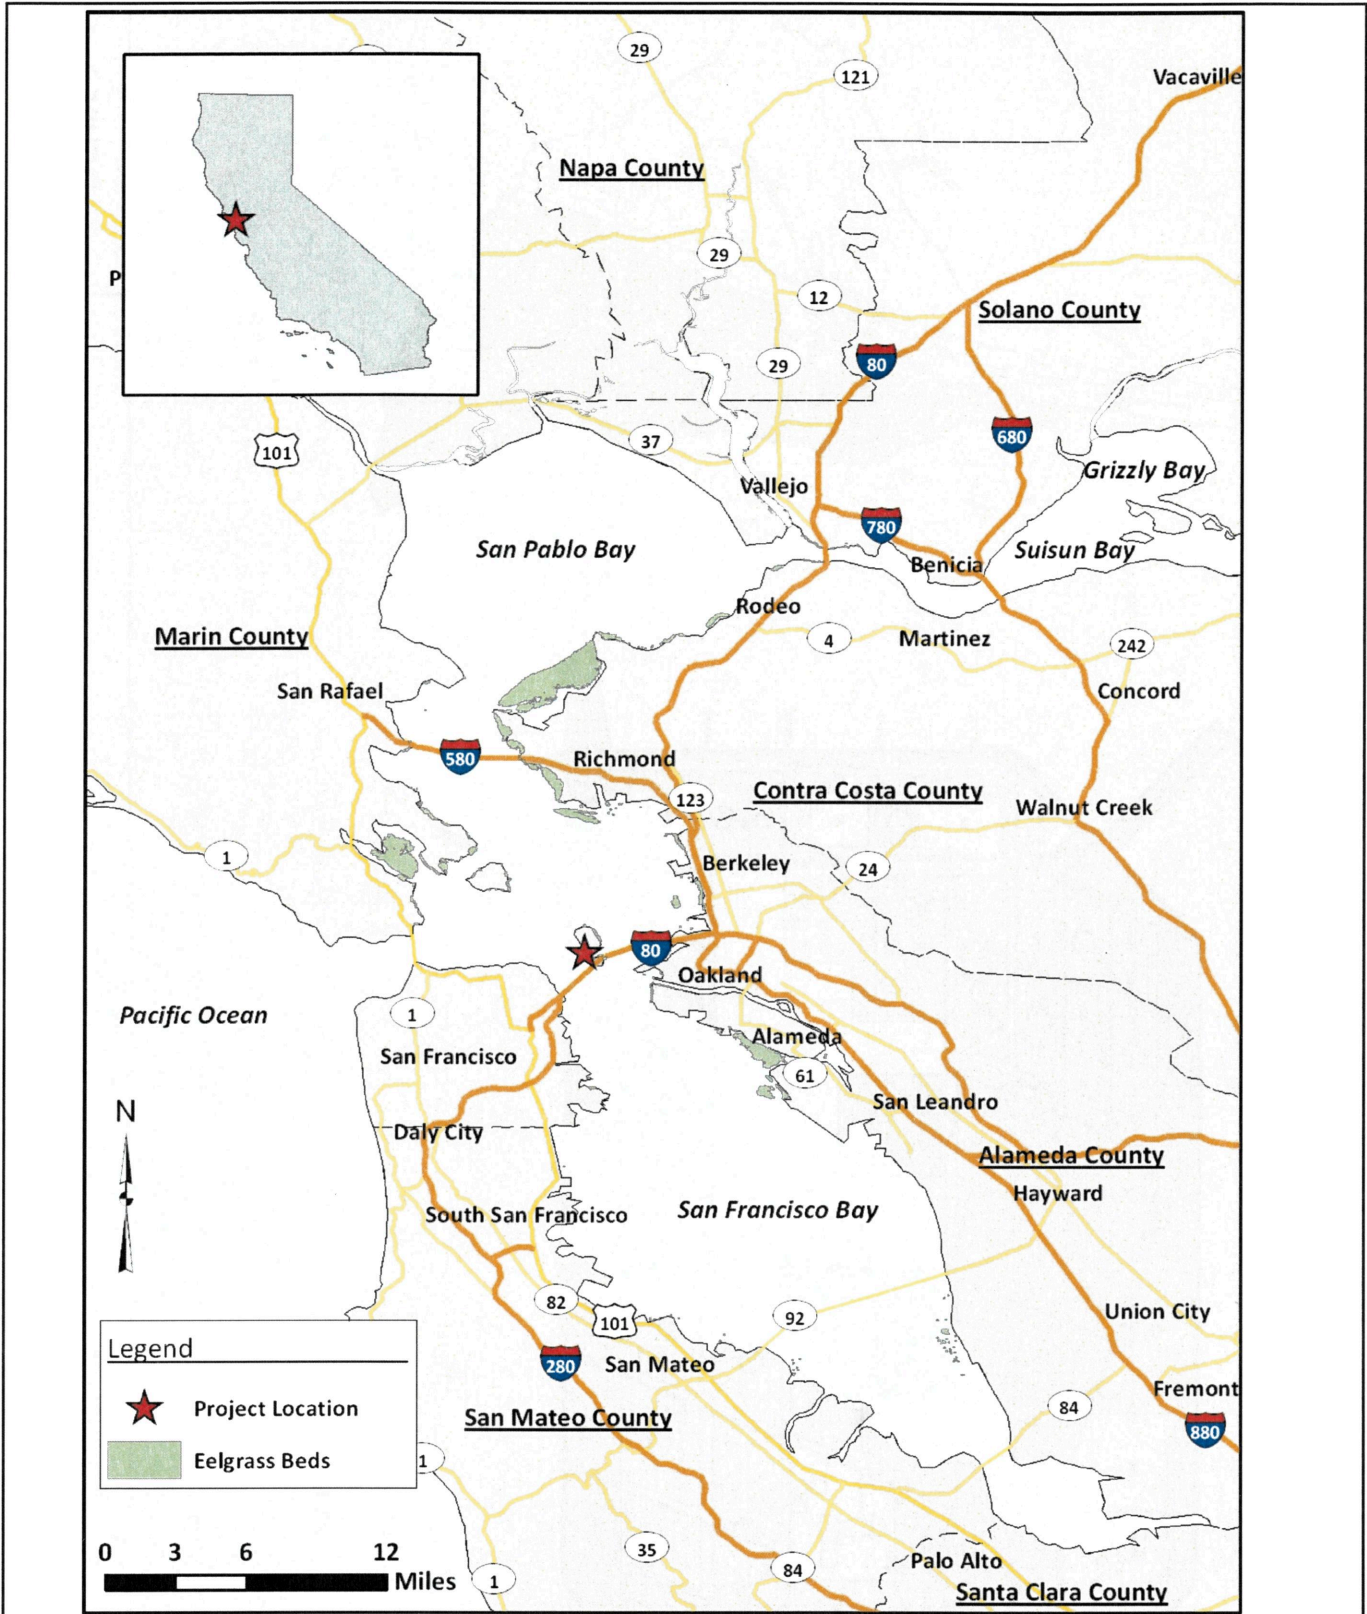 29
121
Vacaville
Napa County
29
P
12
Solano County
80
29
680
101
37
Grizzly Bay
Vallejo
780
San Pablo Bay
Suisun Bay
Benicia
Rodeo
Marin County
4
Martinez
242
San Rafael
Concord
580
Richmond
123
Contra Costa County
Walnut Creek
1
Berkeley
24
80
Oakland
Pacific Ocean
1
Alameda
San Francisco
61
N
San Leandro
Daly City
Alameda County
Hayward
South San Francisco
San Francisco Bay
82
101
92
Union City
Legend
280
San Mateo
Fremont
Project Location
San Mateo County
84
880
Eelgrass Beds
1
0 3 6 12
Miles
35
1
84
Palo Alto
Santa Clara County